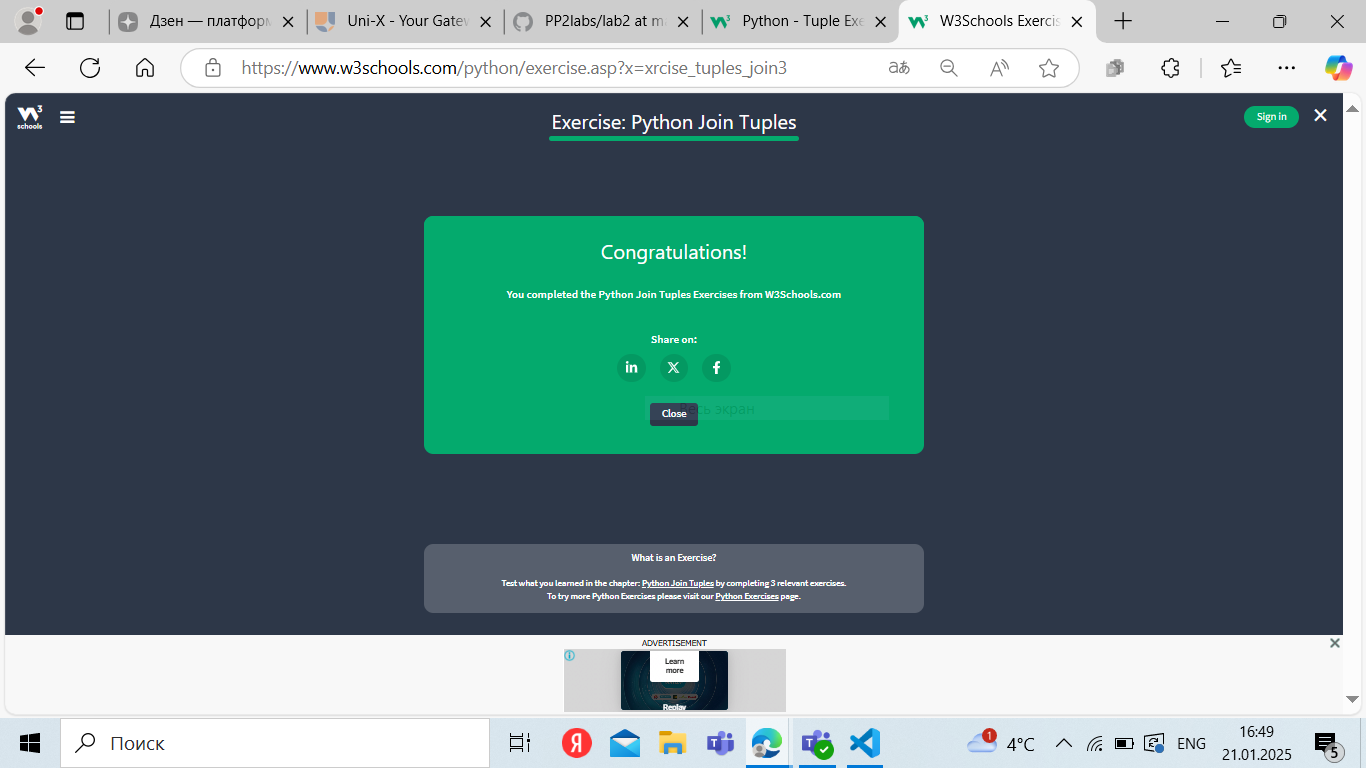 Дзен — платформ
Uni-X - Your Gatew
PP2labs/lab2 at ma
Python - Tuple Exe
W3Schools Exercis
https://www.w3schools.com/python/exercise.asp?x=xrcise_tuples_join3
schools
Exercise: Python Join Tuples
Sign in
Congratulations!
You completed the Python Join Tuples Exercises from W3Schools.com
Share on:
Close
экран
What is an Exercise?
Test what you learned in the chapter: Python Join Tuples by completing 3 relevant exercises.
To try more Python Exercises please visit our Python Exercises page.
ADVERTISEMENT
Learn
more
Replay
Поиск
1
4°C
ENG
16:49
21.01.2025
5